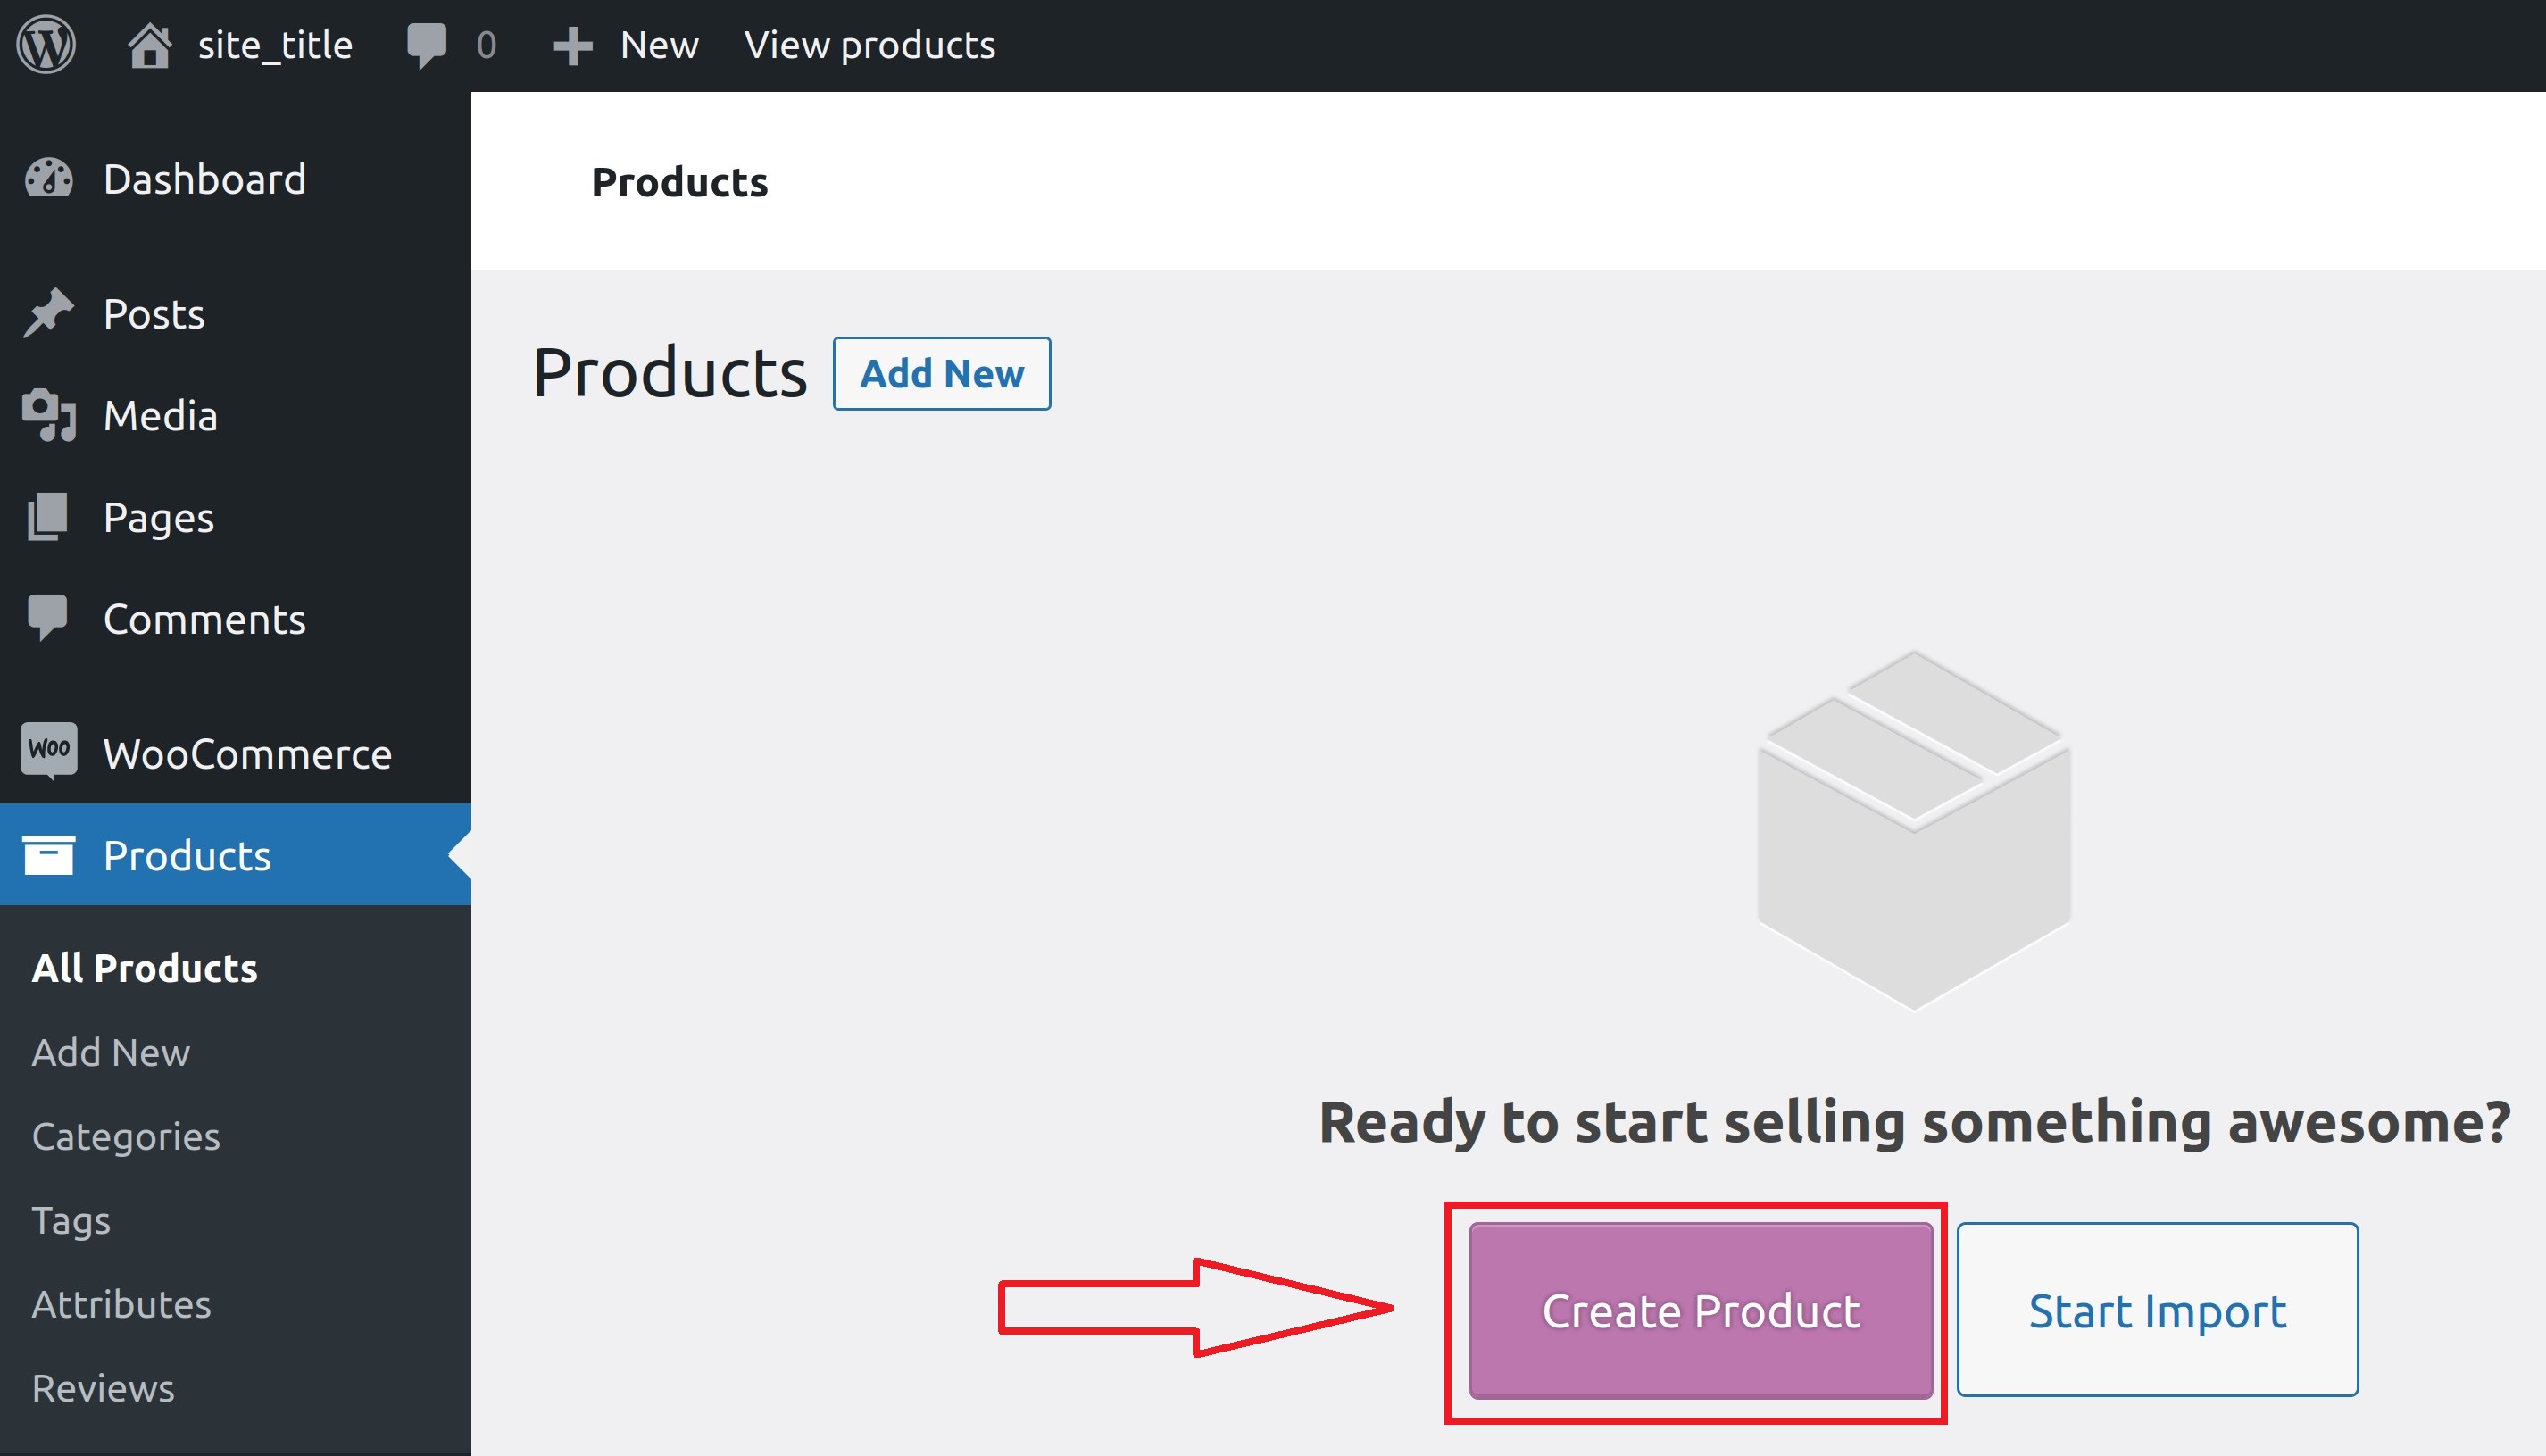 site_title 0 New View products
Dashboard
Posts
Media
Pages
Comments
WOO WooCommerce
Products
All Products
Add New
Categories
Tags
Attributes
Reviews
Products
Products Add New
Ready to start selling something awesome?
Create Product Start Import